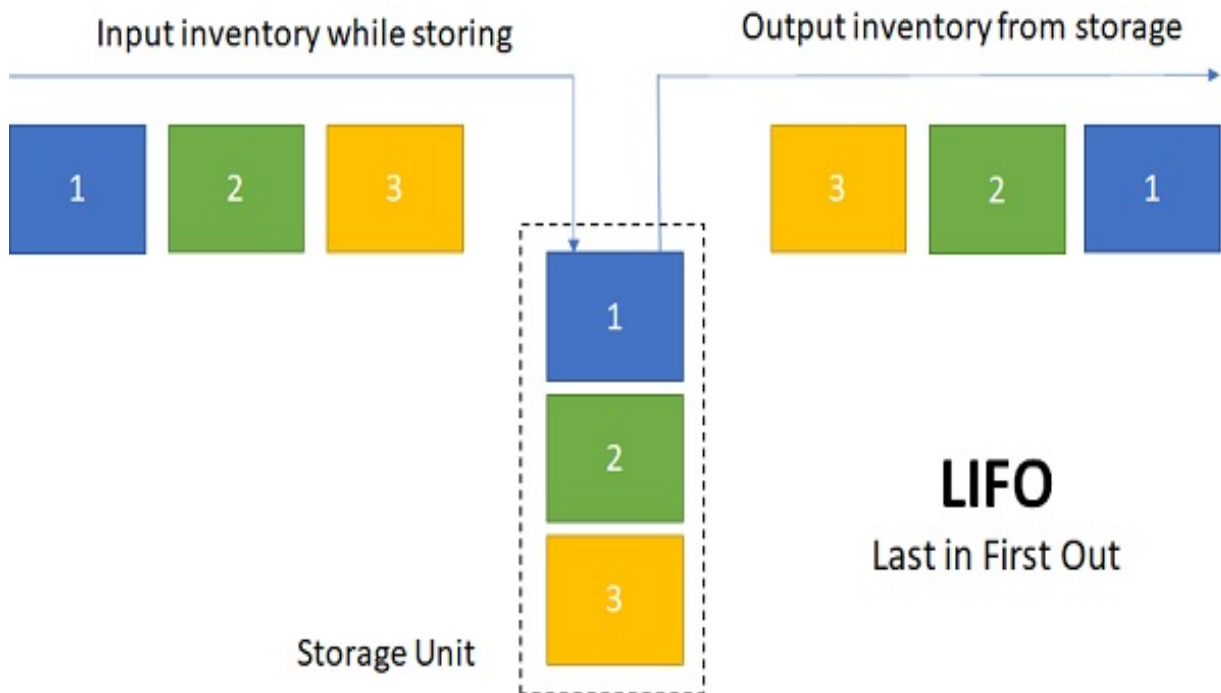 Input inventory while storing
Output inventory from storage
1
2
3
3
2
1
1
2
3
LIFO
Last in First Out
Storage Unit